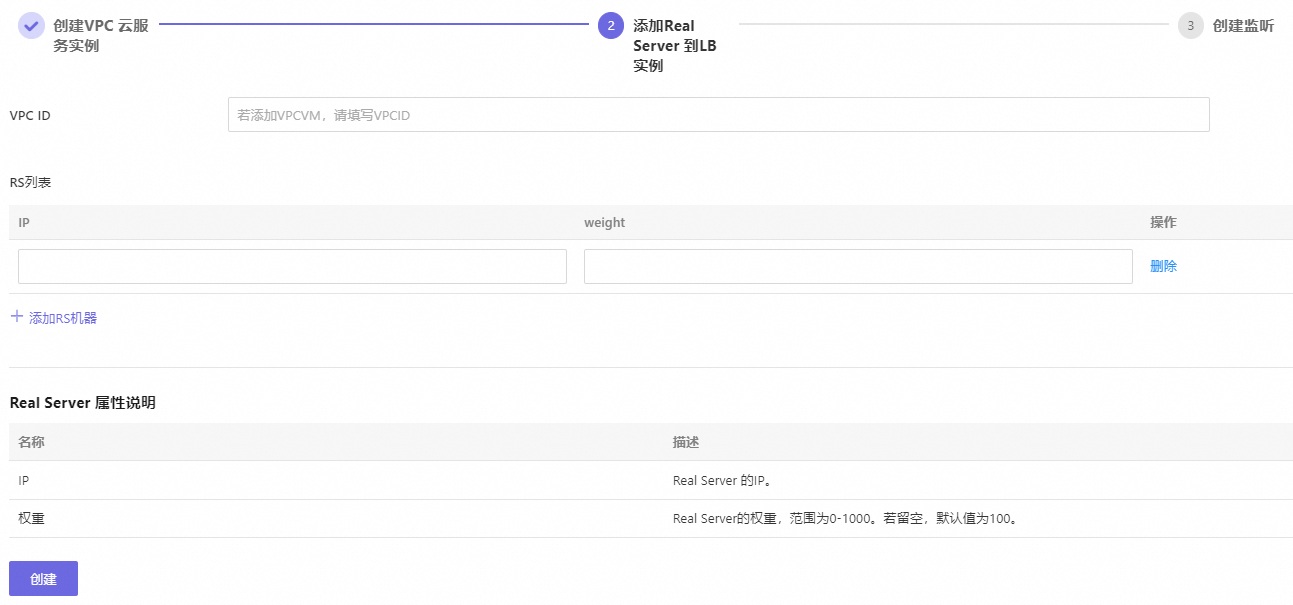 创建VPC 云服
务实例
2
添加Real
Server 到LB
实例
3
创建监听
VPC ID
若添加VPCVM，请填写VPCID
RS列表
IP weight 操作
删除
添加RS机器
Real Server 属性说明
名称 描述
IP Real Server 的IP。
权重 Real Server的权重，范围为0-1000。若留空，默认值为100。
创建